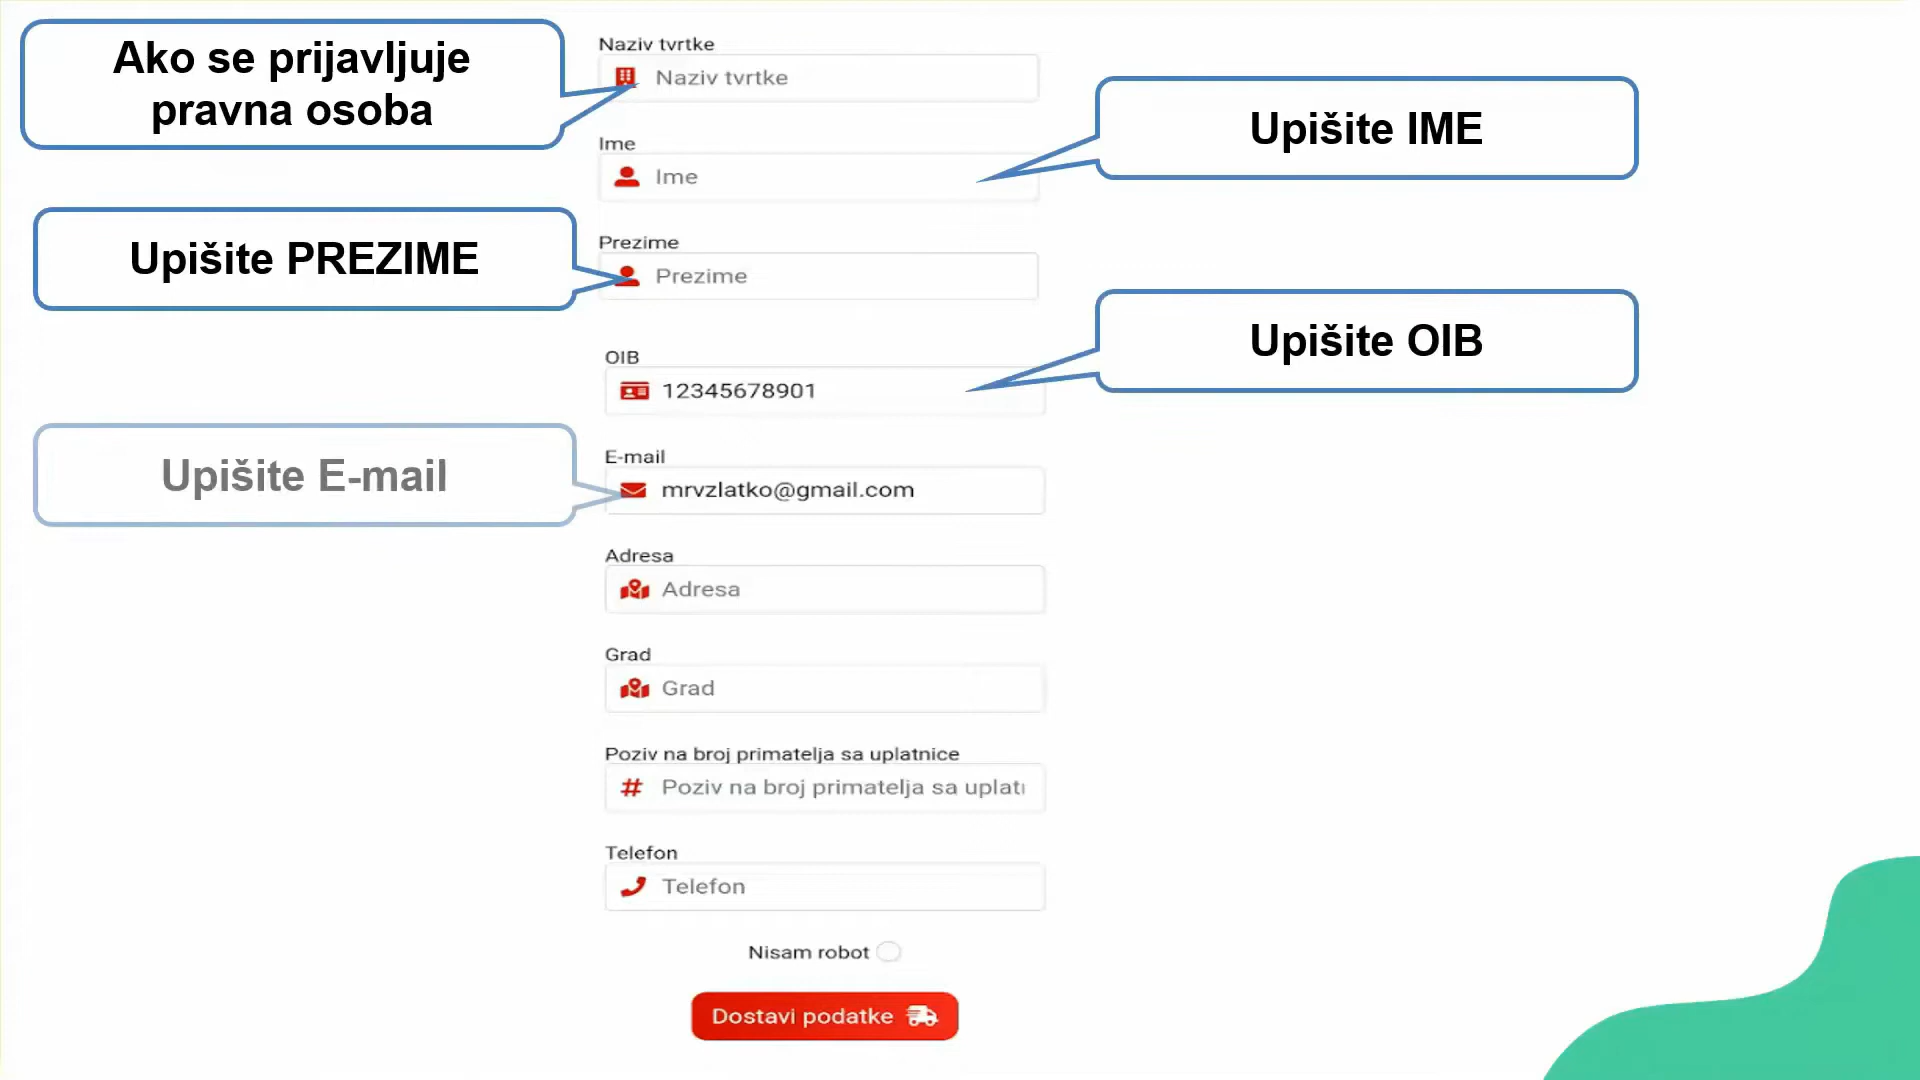 Ako se prijavljuje
pravna osoba
Naziv tvrtke
Naziv tvrtke
Upišite IME
Ime
Ime
Upišite PREZIME
Prezime
Prezime
Upišite OIB
OIB
12345678901
Upišite E-mail
E-mail
mrvzlatko@gmail.com
Adresa
Adresa
Grad
Grad
Poziv na broj primatelja sa uplatnice
# Poziv na broj primatelja sa uplati
Telefon
Telefon
Nisam robot
Dostavi podatke